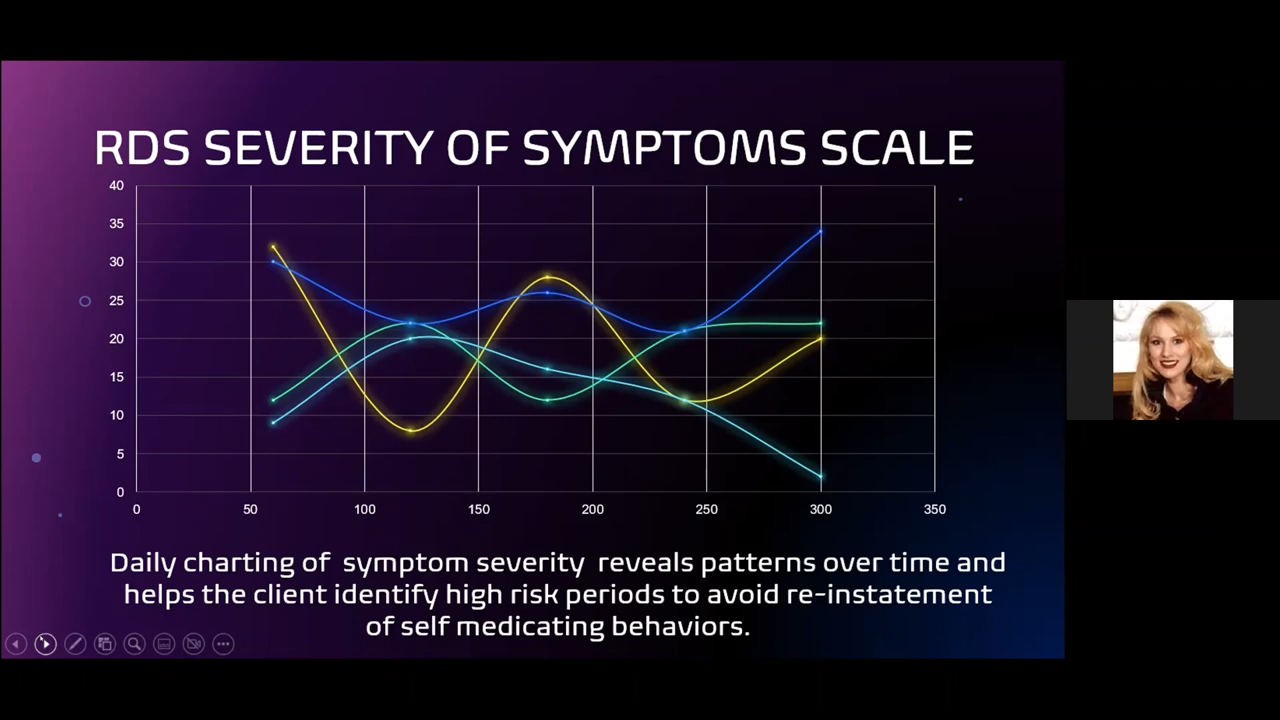 RDS SEVERITY OF SYMPTOMS SCALE
40
35
30
25
20
15
10
5
0
0 50 100 150 200 250 300 350
Daily charting of symptom severity reveals patterns over time and
helps the client identify high risk periods to avoid re-instatement
of self medicating behaviors.